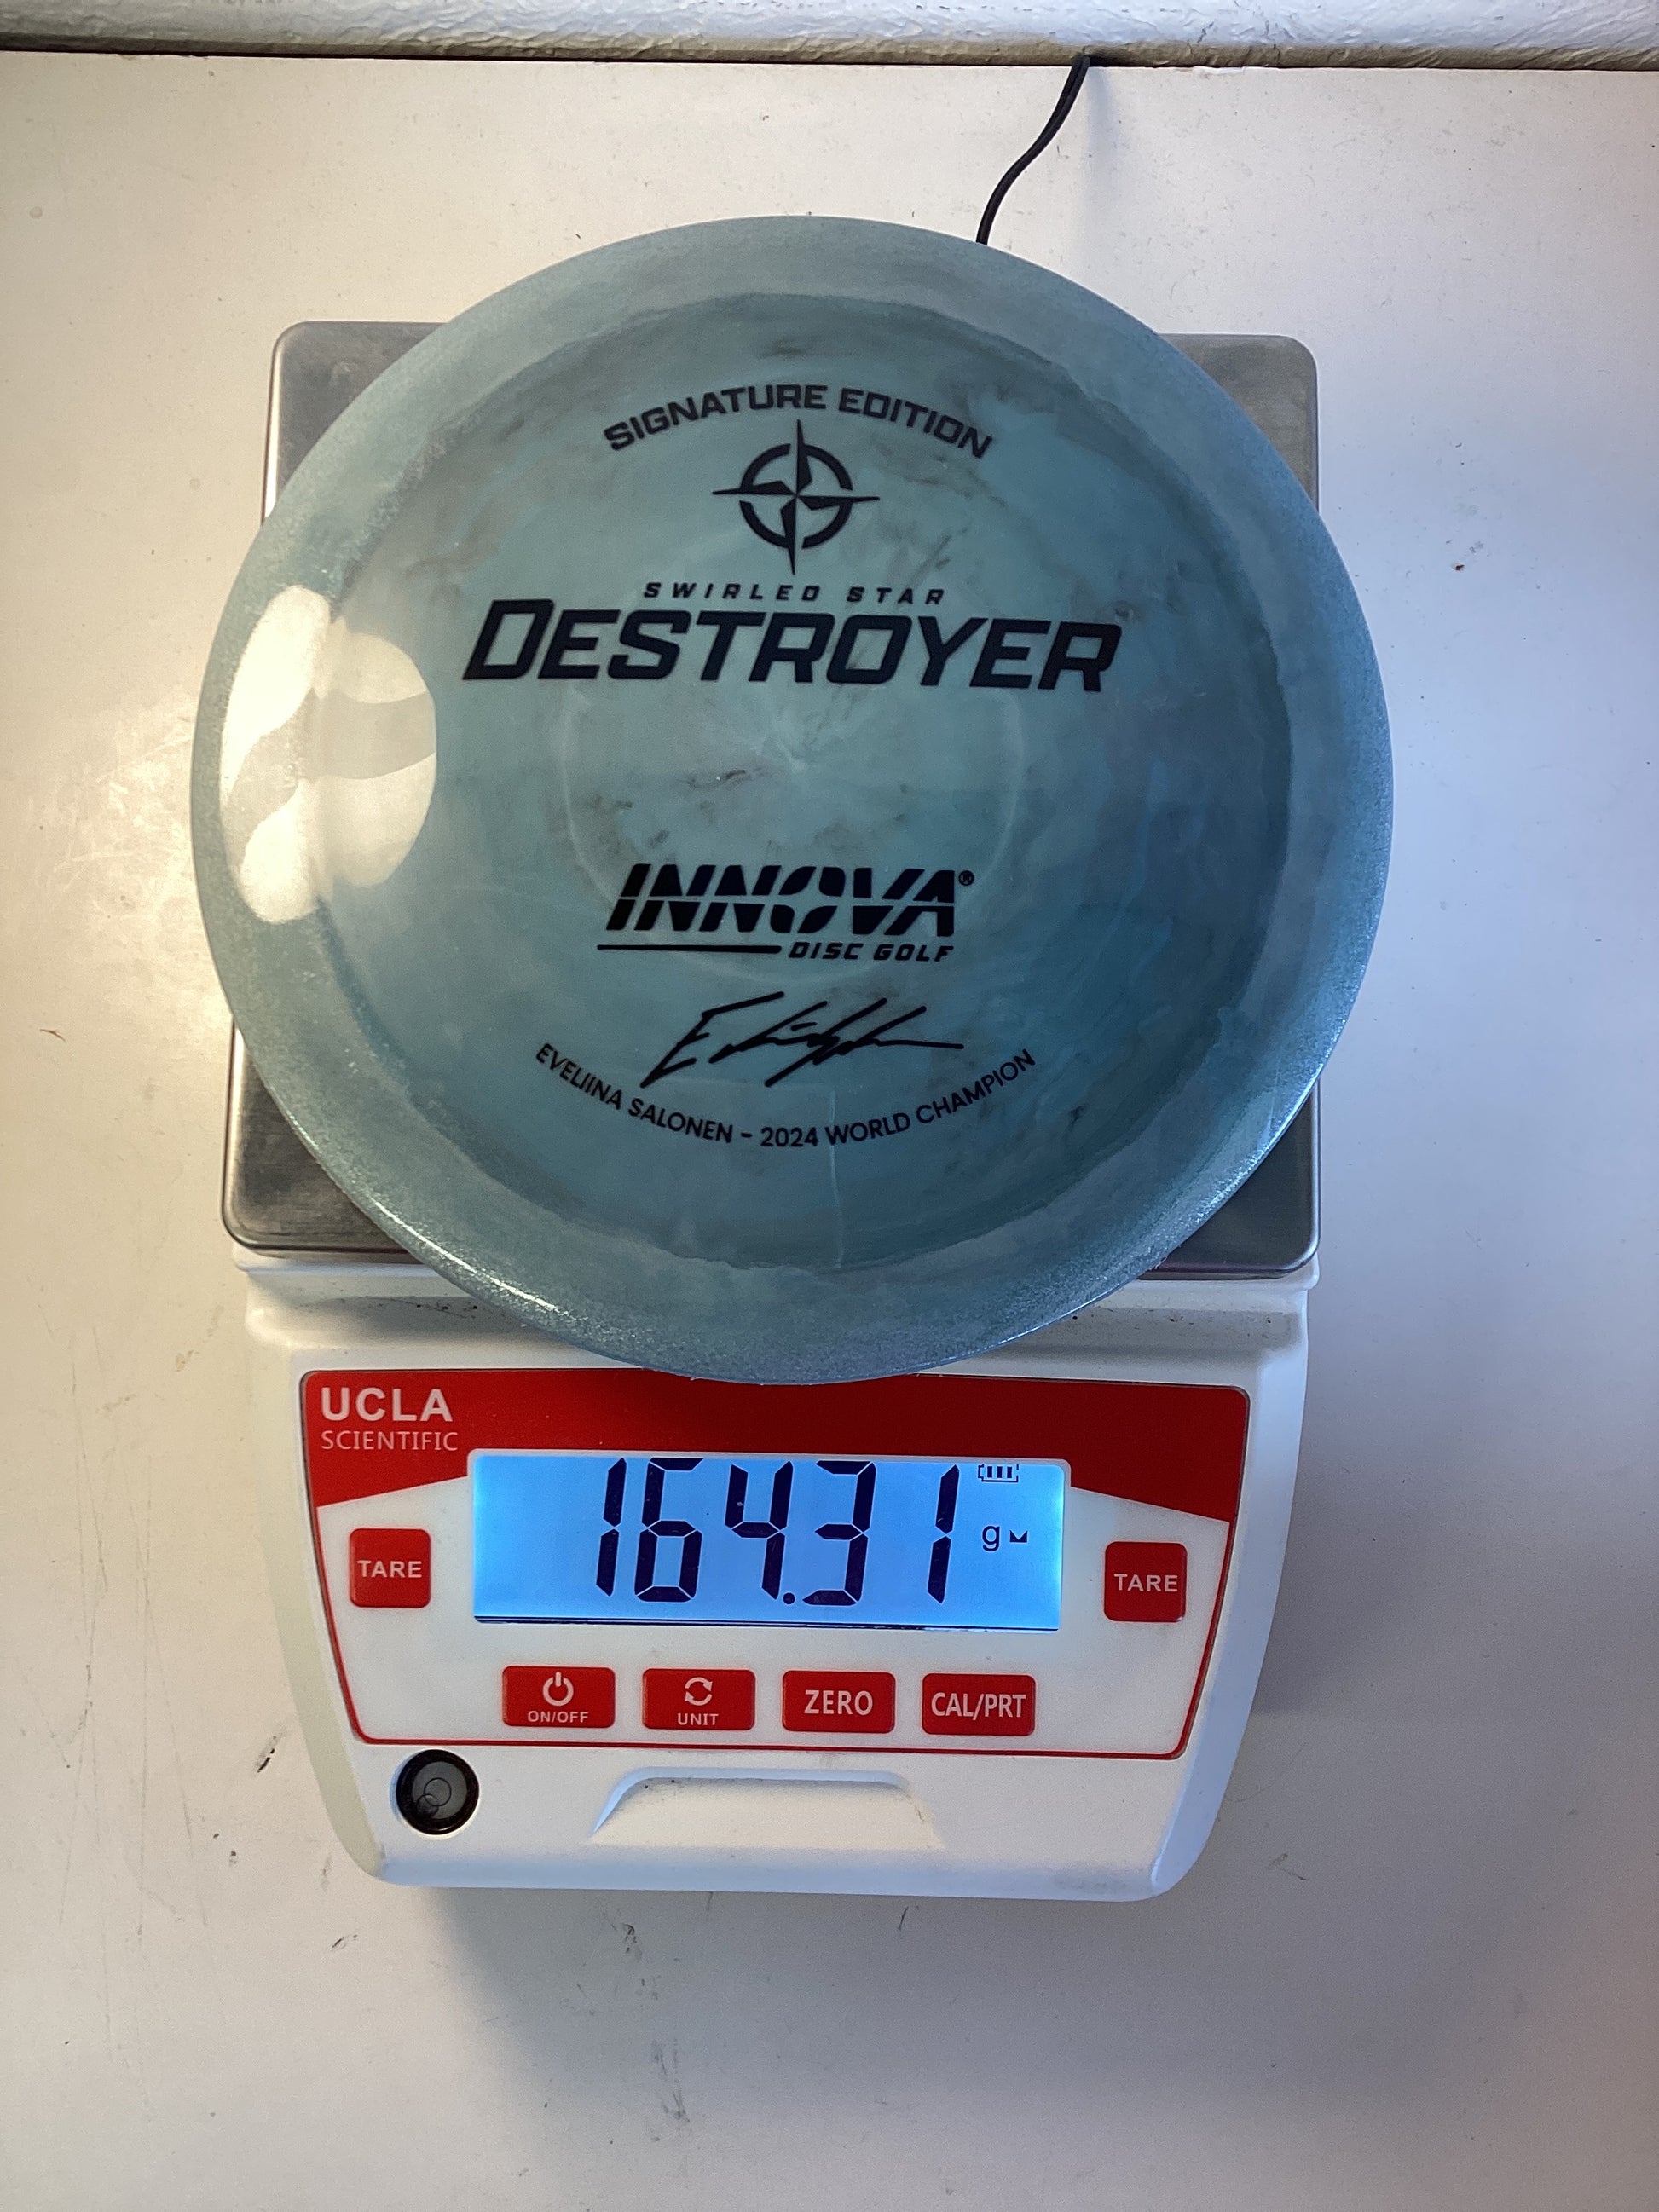 SIGNATURE EDITION
SWIRLED STAR
DESTROYER
INNOVA®
DISC GOLF
EVELIINA SALONEN - 2024 WORLD CHAMPION
UCLA
SCIENTIFIC
164.31 g
TARE
TARE
ON/OFF
UNIT
ZERO
CAL/PRT